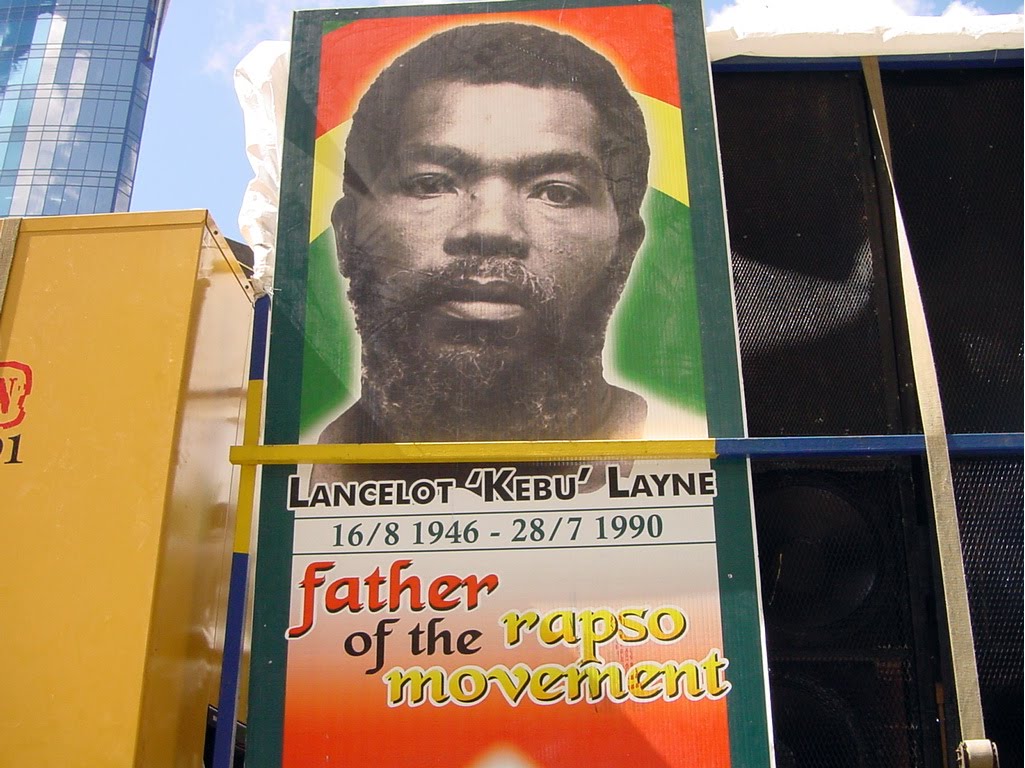 LANCELOT 'KEBU' LAYNE
16/8 1946 - 28/7 1990
father
of the rapso
movement